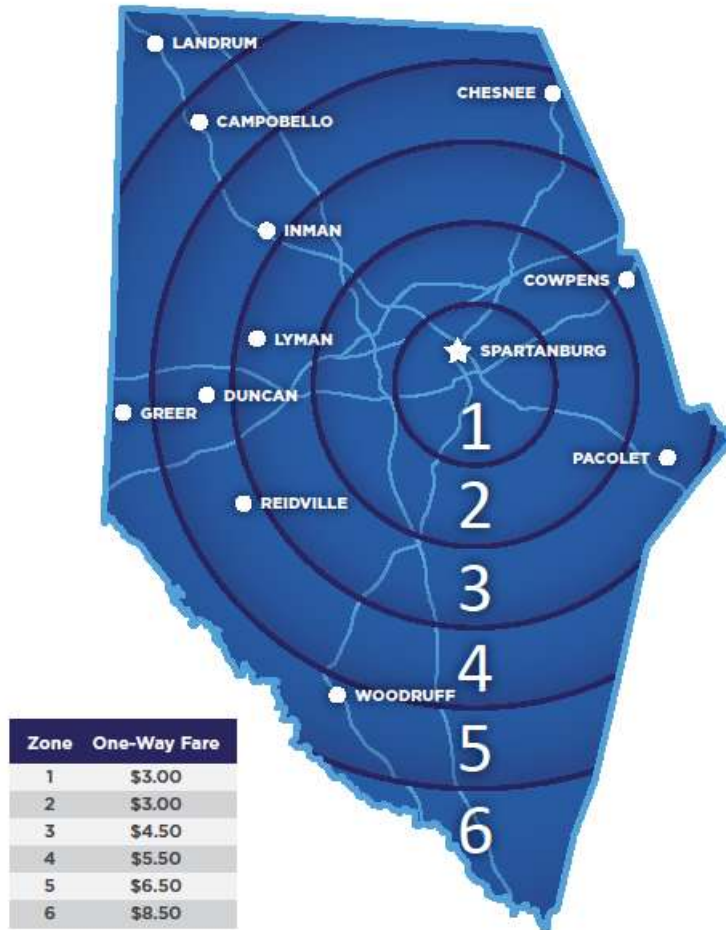 LANDRUM
CHESNEE
CAMPOBELLO
INMAN
COWPENS
LYMAN
SPARTANBURG
DUNCAN
GREER
1
PACOLET
REIDVILLE
2
3
4
WOODRUFF
5
6
Zone One-Way Fare
1 $3.00
2 $3.00
3 $4.50
4 $5.50
5 $6.50
6 $8.50